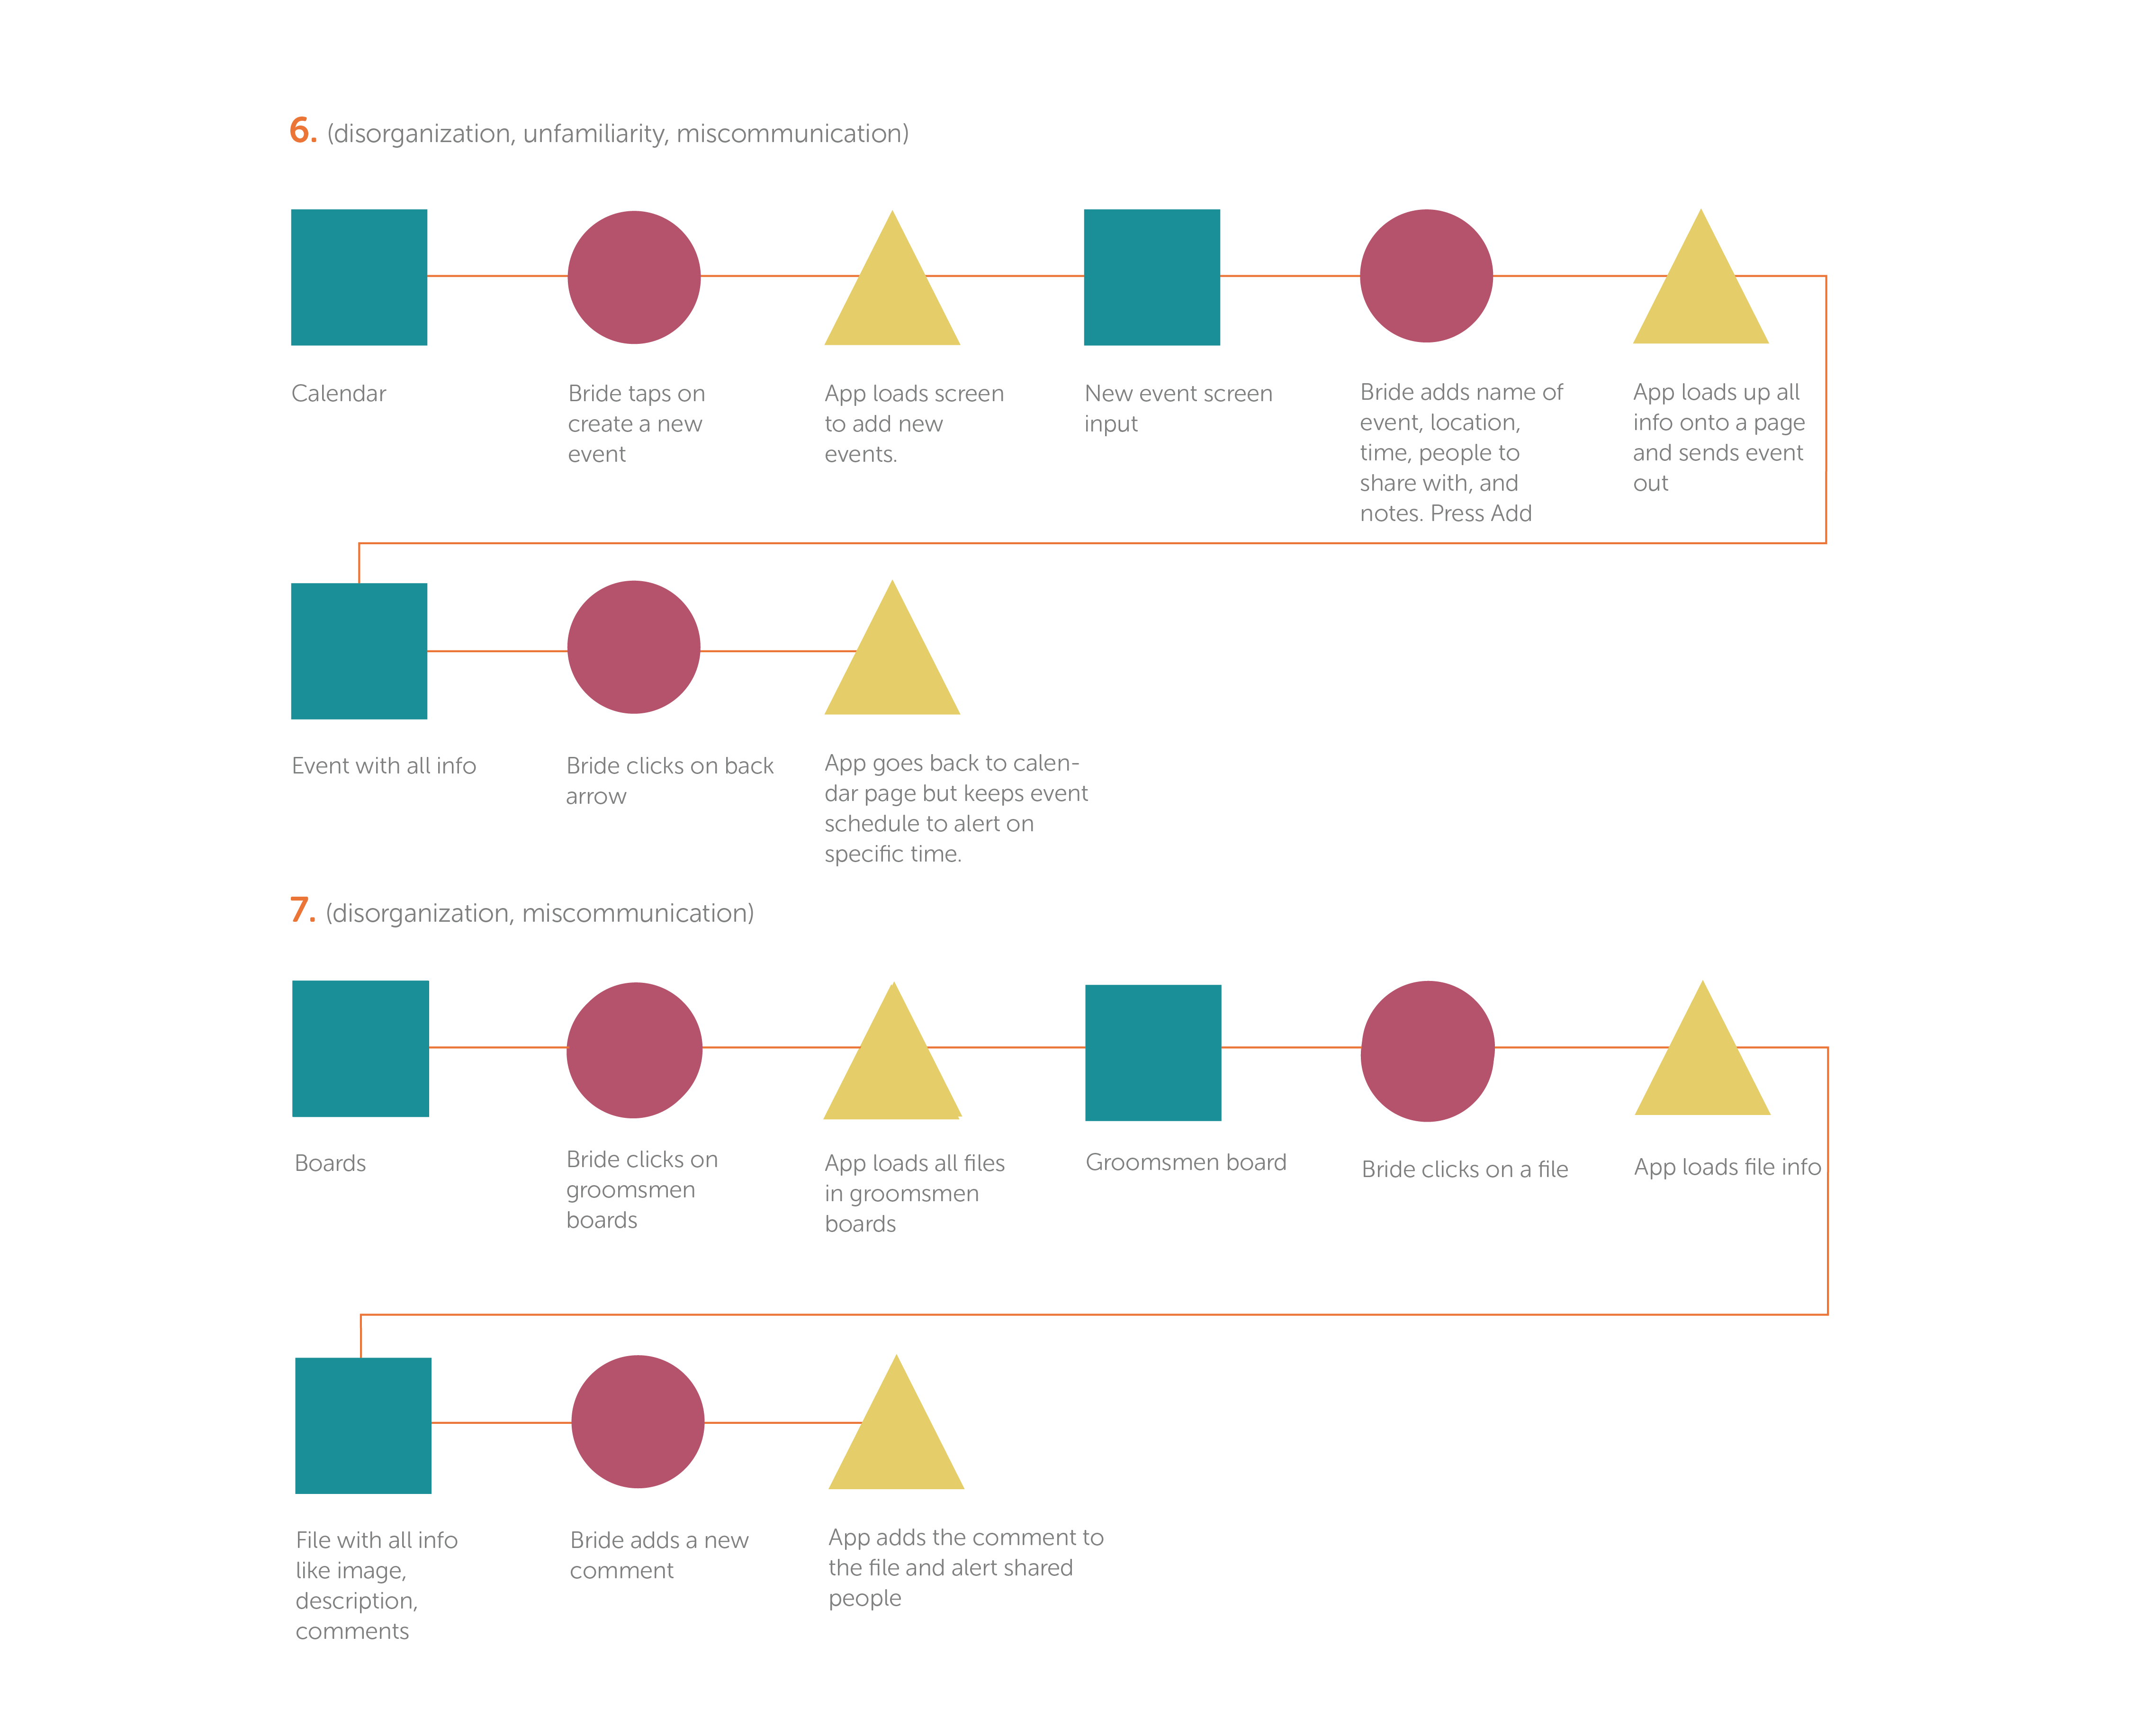 6. (disorganization, unfamiliarity, miscommunication)
Calendar
Bride taps on
create a new
event
App loads screen
to add new
events.
New event screen
input
Bride adds name of
event, location,
time, people to
share with, and
notes. Press Add
App loads up all
info onto a page
and sends event
out
Event with all info
Bride clicks on back
arrow
App goes back to calen-
dar page but keeps event
schedule to alert on
specific time.
7. (disorganization, miscommunication)
Boards
Bride clicks on
groomsmen
boards
App loads all files
in groomsmen
boards
Groomsmen board
Bride clicks on a file
App loads file info
File with all info
like image,
description,
comments
Bride adds a new
comment
App adds the comment to
the file and alert shared
people